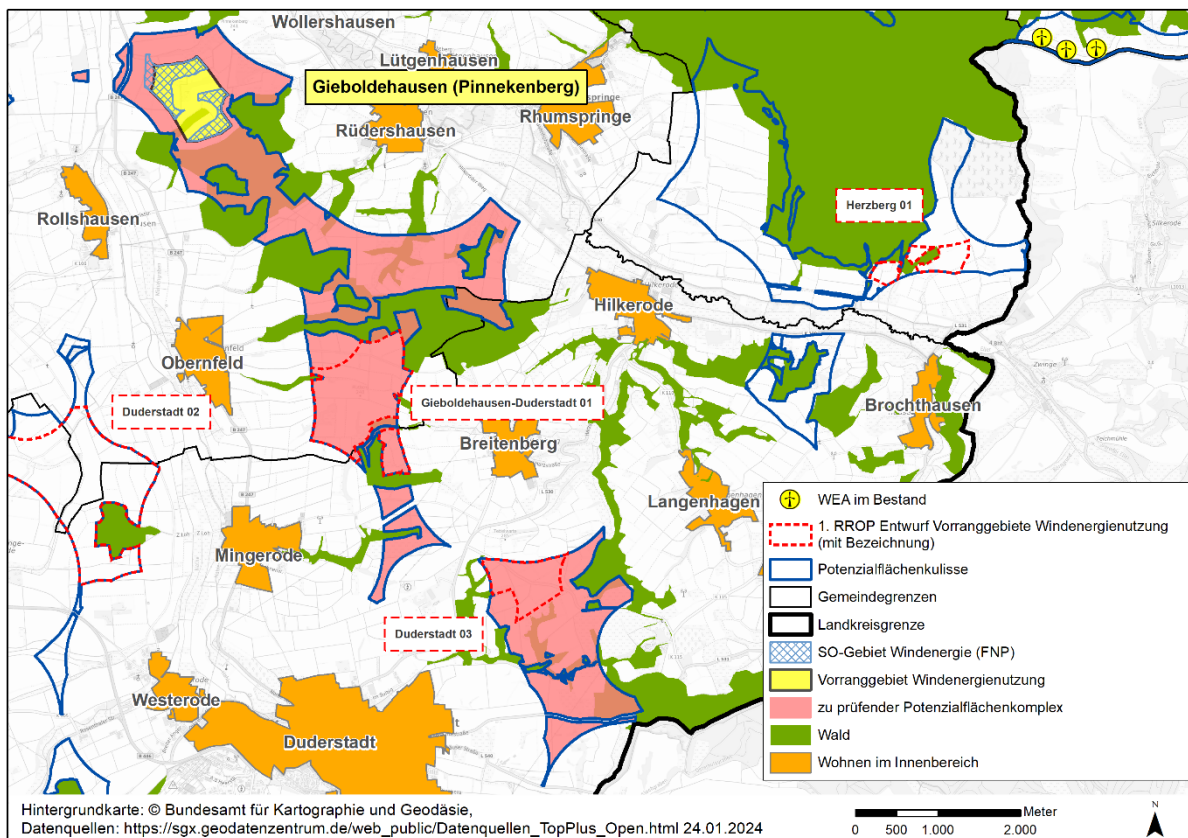 Wollershausen
Lütgenhausen
Gieboldehausen (Pinnekenberg)
Rüdershausen
Rhumspringe
Rollshausen
Herzberg 01
Hilkerode
Obernfeld
Duderstadt 02
Gieboldehausen-Duderstadt 01
Breitenberg
Brochthausen
Langenhagen
Mingerode
Duderstadt 03
Westerode
Duderstadt
WEA im Bestand
1. RROP Entwurf Vorranggebiete Windenergienutzung
(mit Bezeichnung)
Potenzialflächenkulisse
Gemeindegrenzen
Landkreisgrenze
SO-Gebiet Windenergie (FNP)
Vorranggebiet Windenergienutzung
zu prüfender Potenzialflächenkomplex
Wald
Wohnen im Innenbereich
Hintergrundkarte: © Bundesamt für Kartographie und Geodäsie,
Datenquellen: https://sgx.geodatenzentrum.de/web_public/Datenquellen_TopPlus_Open.html 24.01.2024
Meter
0 500 1.000 2.000
N